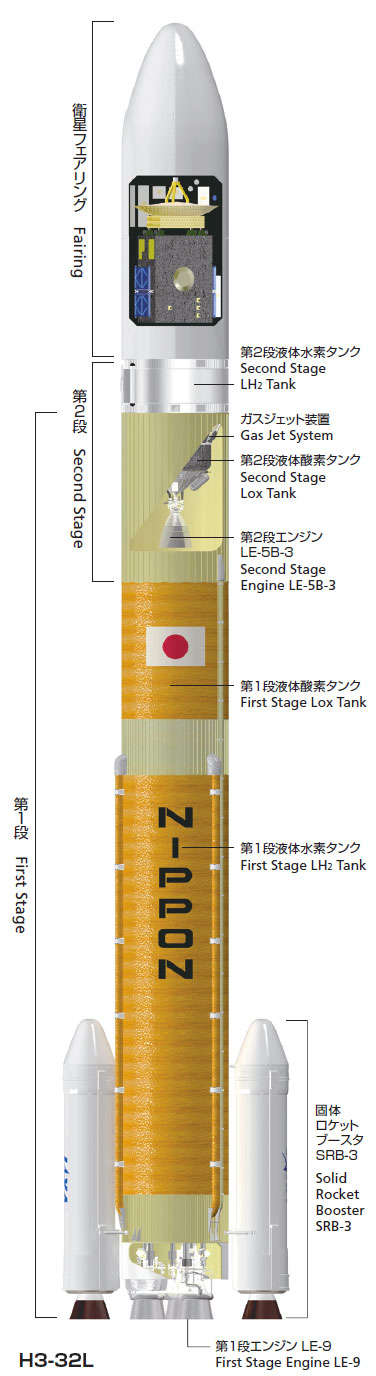 衛星フェアリング Fairing
第2段液体水素タンク
Second Stage
LH2 Tank
ガスジェット装置
Gas Jet System
第2段液体酸素タンク
Second Stage
Lox Tank
第2段 Second Stage
第2段エンジン
LE-5B-3
Second Stage
Engine LE-5B-3
第1段液体酸素タンク
First Stage Lox Tank
第1段 First Stage
NIPPON
第1段液体水素タンク
First Stage LH2 Tank
固体
ロケット
ブースタ
SRB-3
Solid
Rocket
Booster
SRB-3
第1段エンジン LE-9
First Stage Engine LE-9
H3-32L